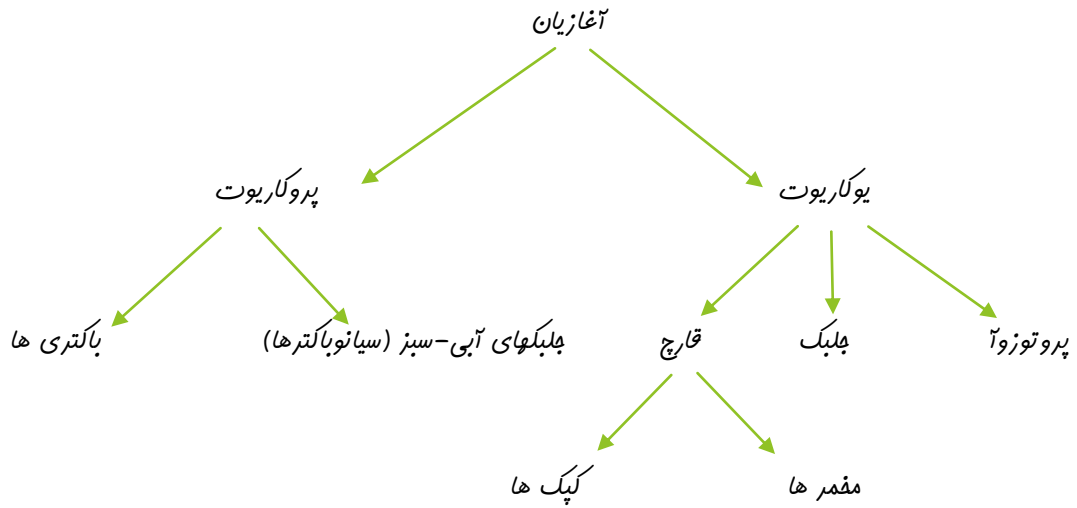 آغازیان
یوکاریوت
پروکاریوت
پروتوزوآ
جلبک
قارچ
جلبکهای آبی-سبز (سیانوباکترها)
باکتری ها
مخمر ها
کپک ها